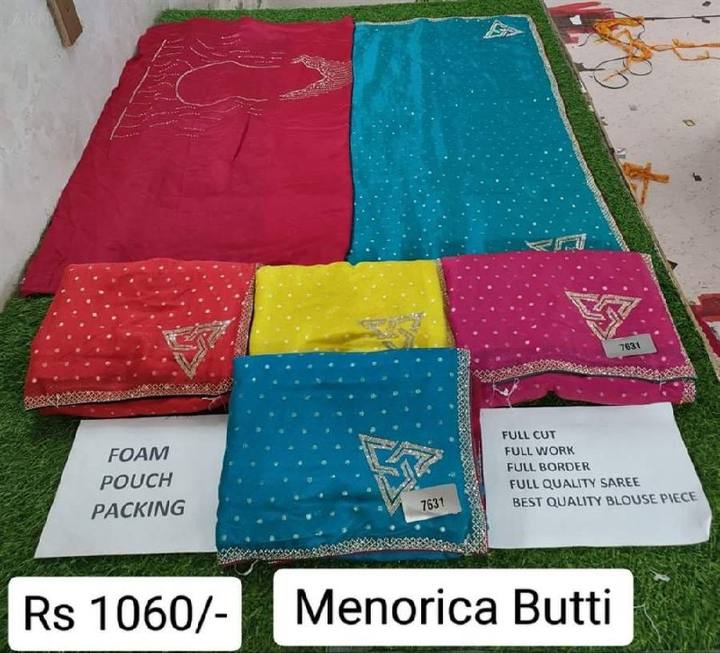 7631
7631
FOAM
POUCH
PACKING
FULL CUT
FULL WORK
FULL BORDER
FULL QUALITY SAREE
BEST QUALITY BLOUSE PIECE
Rs 1060/-
Menorica Butti